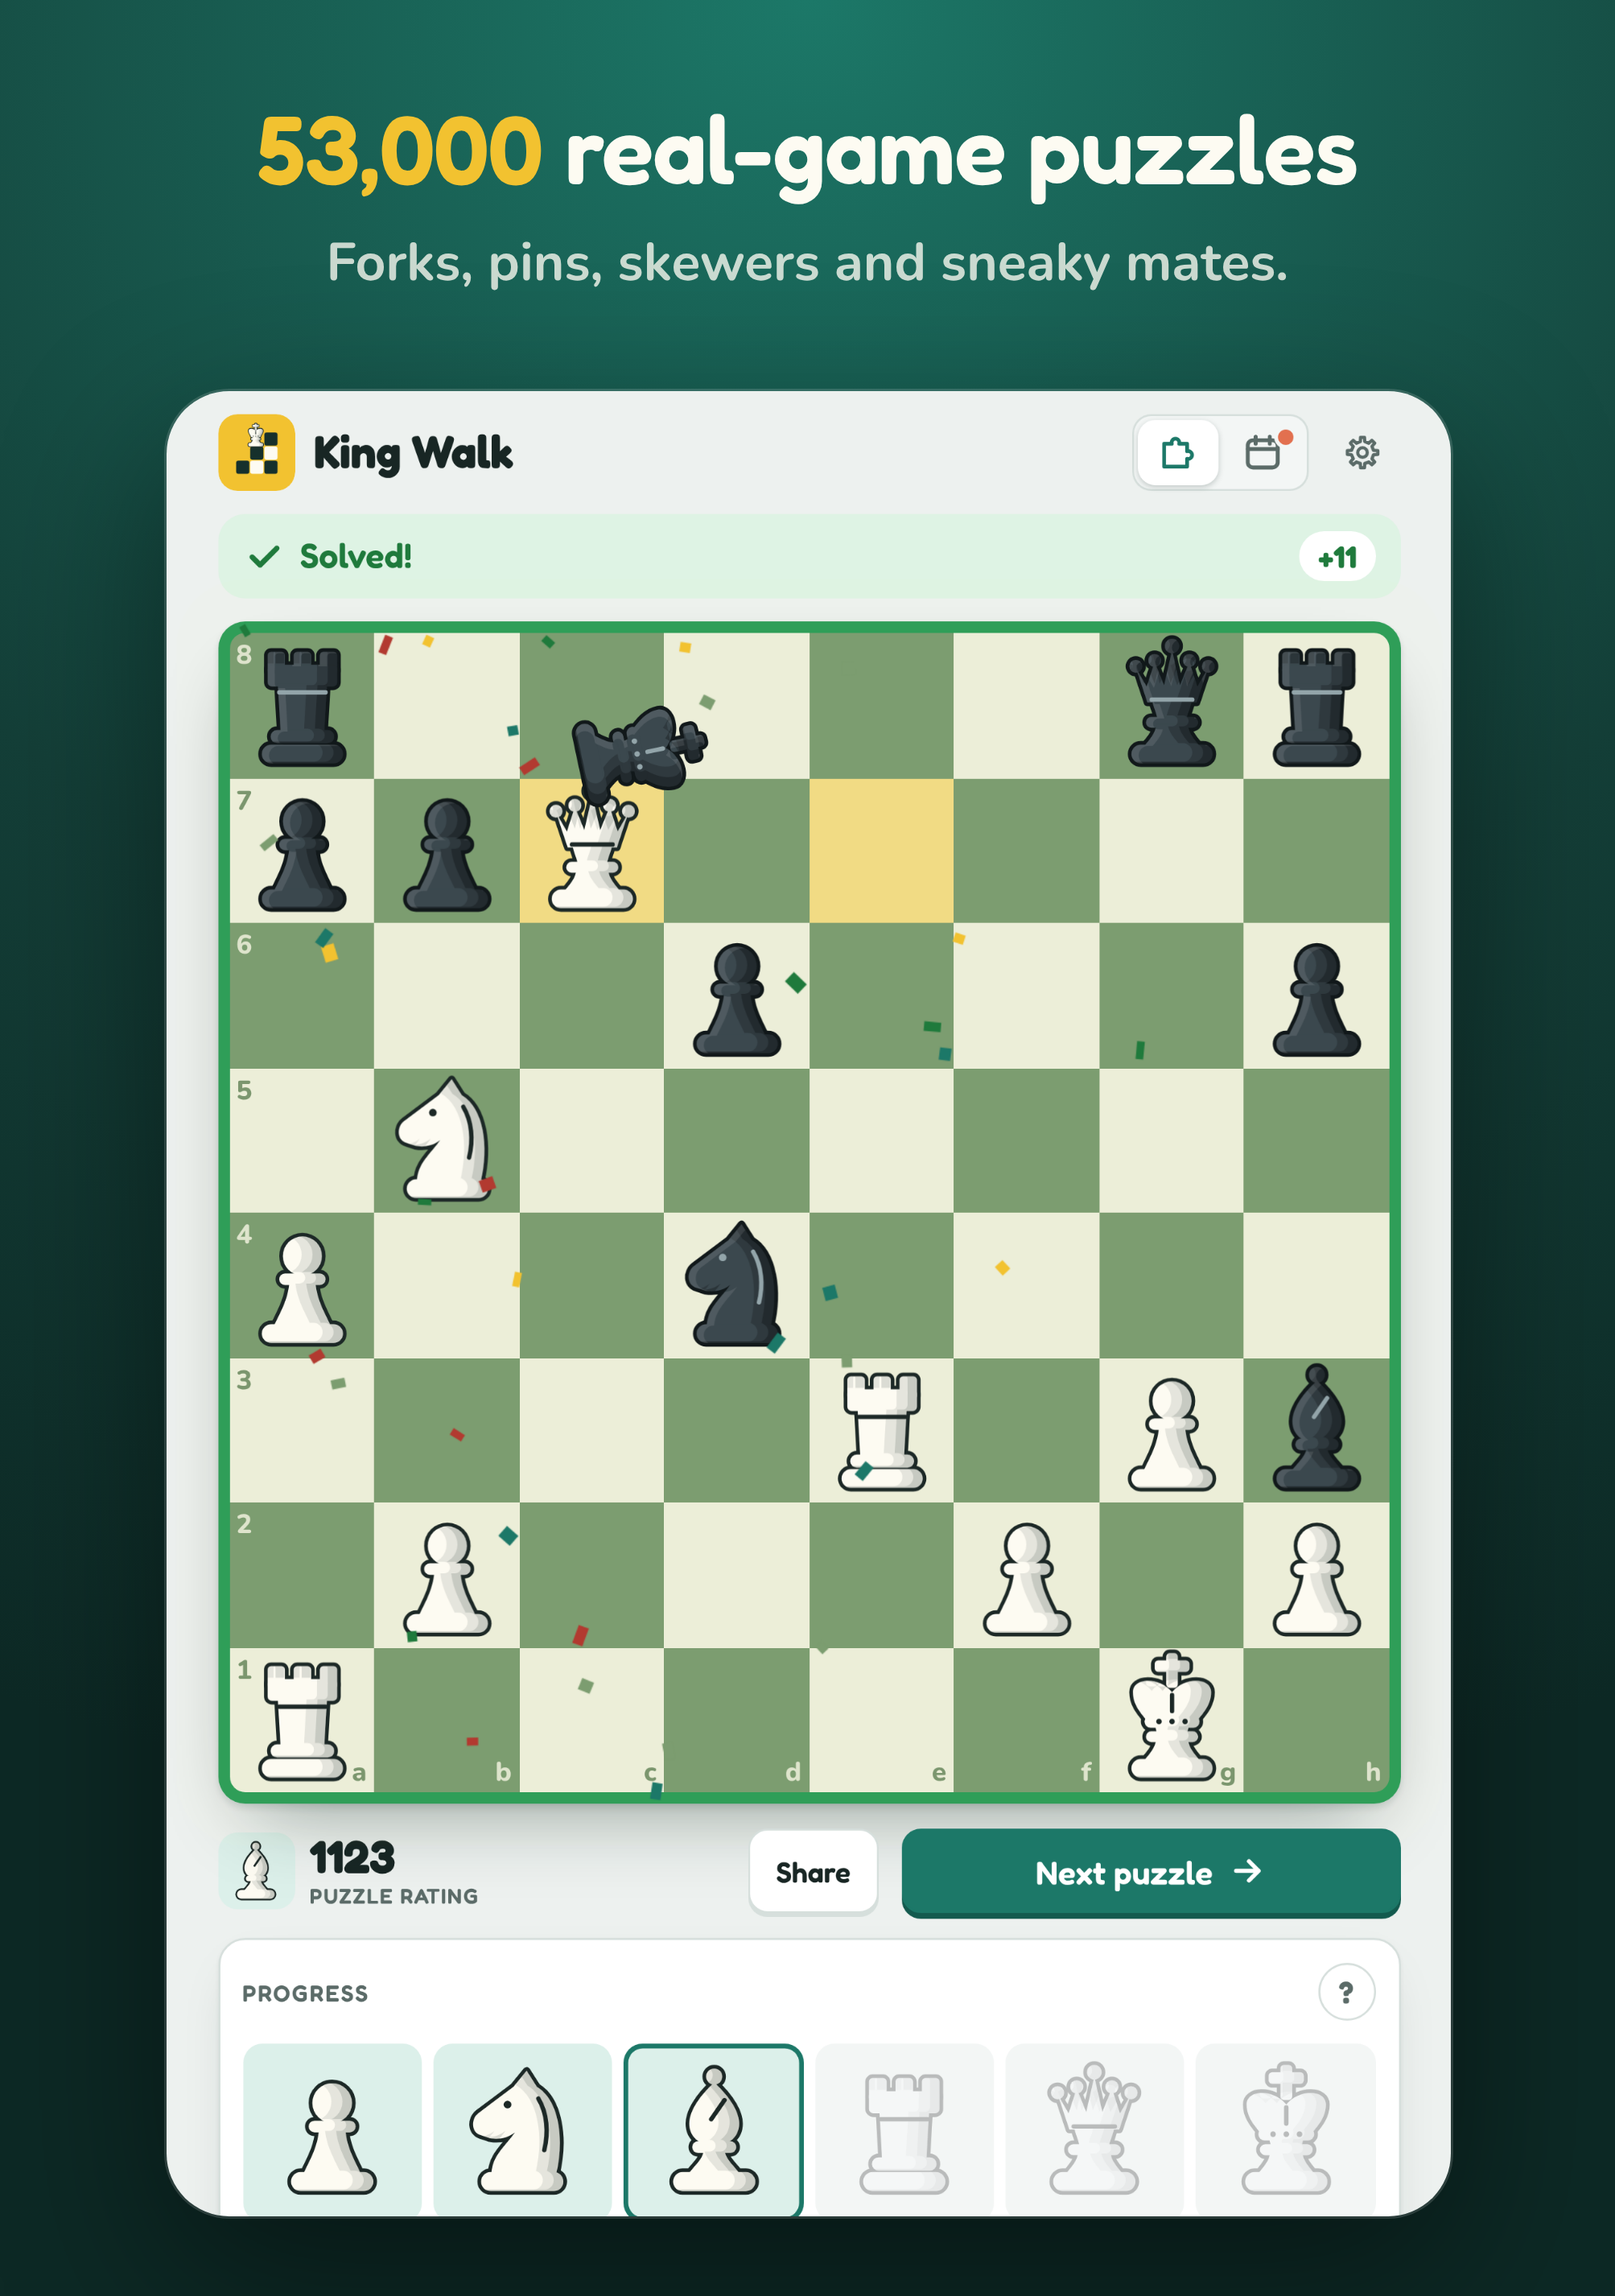 53,000 real-game puzzles
Forks, pins, skewers and sneaky mates.
King Walk
Solved!
+11
8
7
6
5
4
3
2
1
a b c d e f g h
1123
PUZZLE RATING
Share
Next puzzle
PROGRESS
?